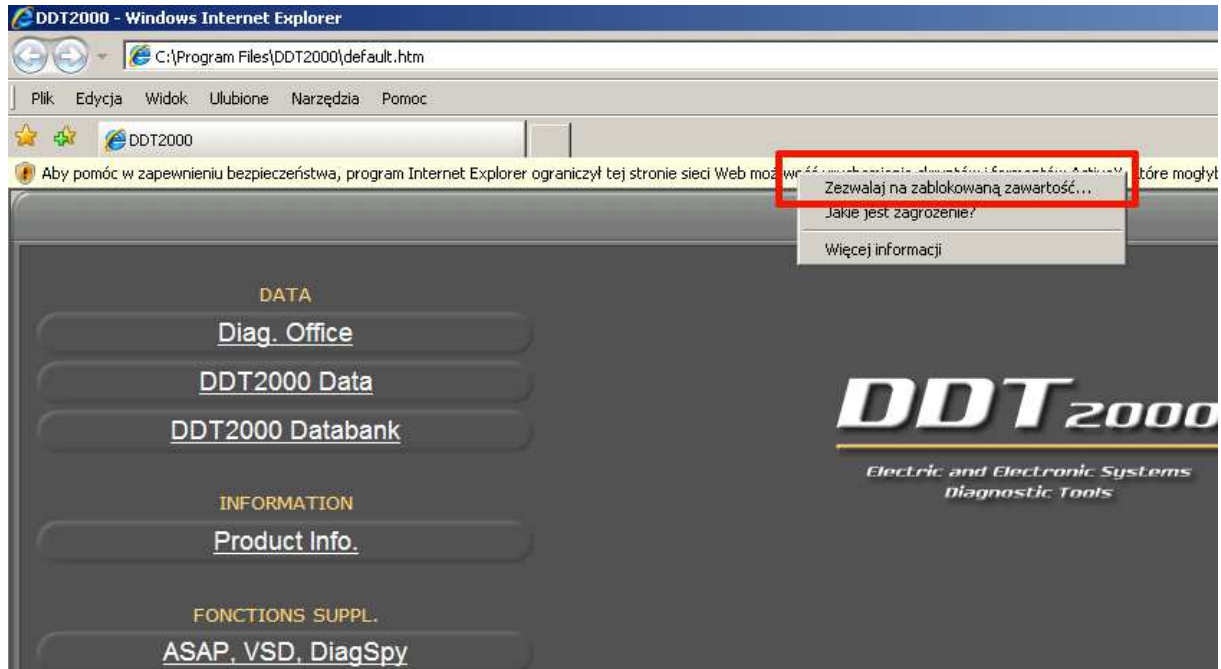 DDT2000 - Windows Internet Explorer
C:\Program Files\DDT2000\default.htm
Plik Edycja Widok Ulubione Narzędzia Pomoc
DDT2000
Aby pomóc w zapewnieniu bezpieczeństwa, program Internet Explorer ograniczył tej stronie sieci Web
Zezwalaj na zablokowaną zawartość...
Jakie jest zagrożenie?
Więcej informacji
DATA
Diag. Office
DDT2000 Data
DDT2000 Databank
INFORMATION
Product Info.
FONCTIONS SUPPL.
ASAP, VSD, DiagSpy
DDT2000
Electric and Electronic Systems
Diagnostic Tools